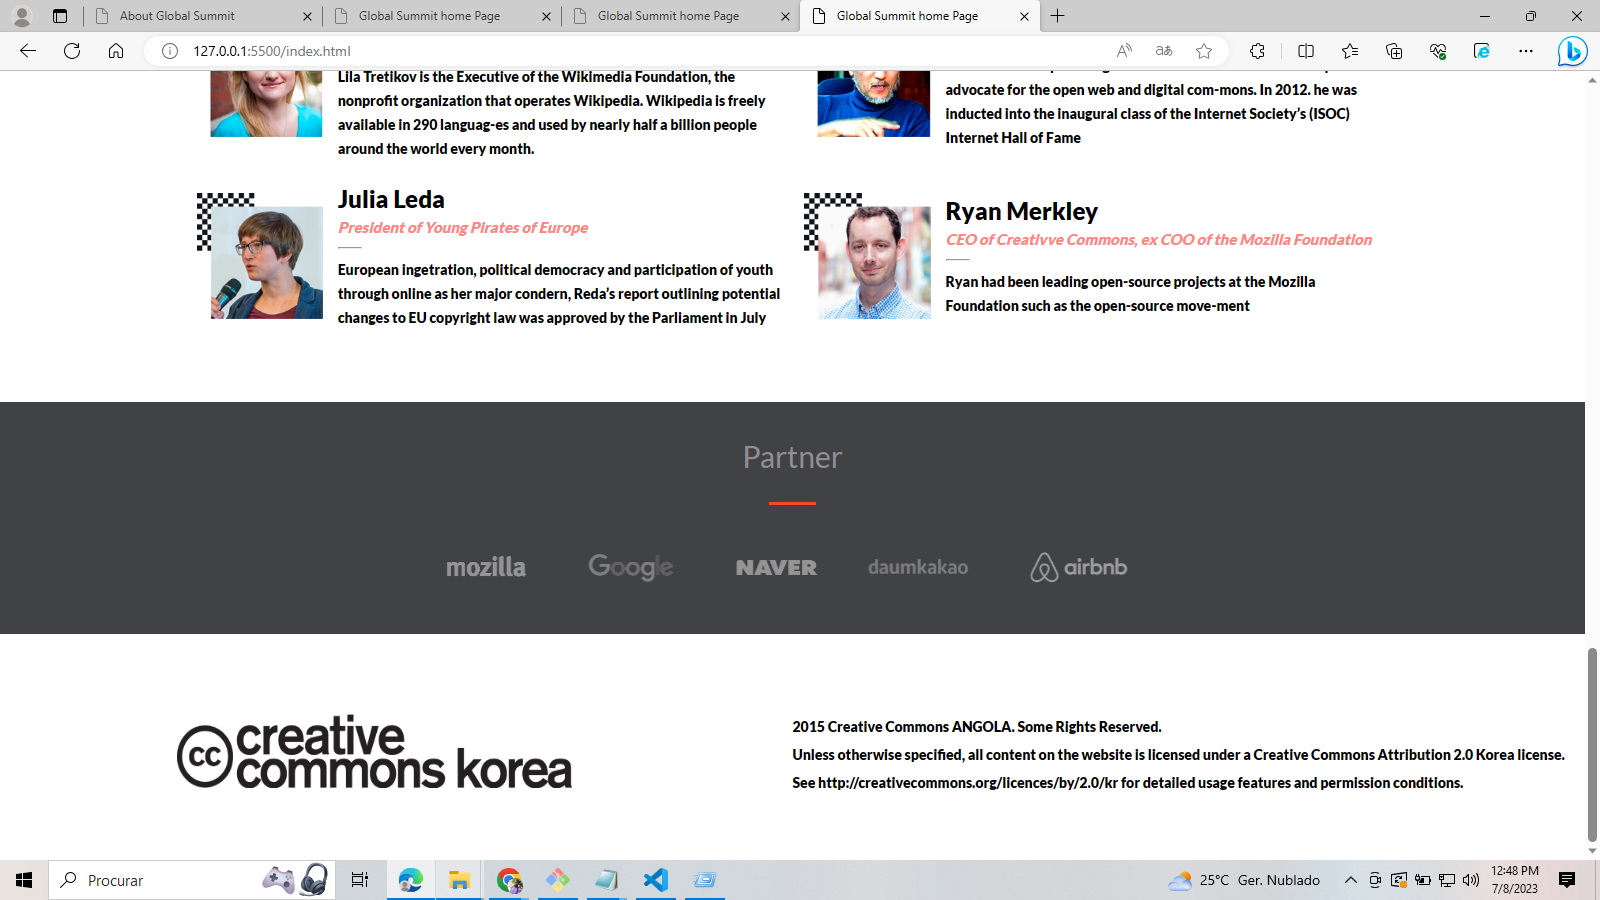 About Global Summit
Global Summit home Page
Global Summit home Page
Global Summit home Page
127.0.0.1:5500/index.html
Lila Tretikov is the Executive of the Wikimedia Foundation, the
nonprofit organization that operates Wikipedia. Wikipedia is freely
available in 290 languag-es and used by nearly half a billion people
around the world every month.
advocate for the open web and digital com-mons. In 2012. he was
inducted into the inaugural class of the Internet Society's (ISOC)
Internet Hall of Fame
Julia Leda
President of Young PIrates of Europe
European ingetration, political democracy and participation of youth
through online as her major condern, Reda's report outlining potential
changes to EU copyright law was approved by the Parliament in July
Ryan Merkley
CEO of Creativve Commons, ex COO of the Mozilla Foundation
Ryan had been leading open-source projects at the Mozilla
Foundation such as the open-source move-ment
Partner
mozilla Google NAVER daumkakao airbnb
cc creative
commons korea
2015 Creative Commons ANGOLA. Some Rights Reserved.
Unless otherwise specified, all content on the website is licensed under a Creative Commons Attribution 2.0 Korea license.
See http://creativecommons.org/licences/by/2.0/kr for detailed usage features and permission conditions.
Procurar
25°C Ger. Nublado
12:48 PM
7/8/2023